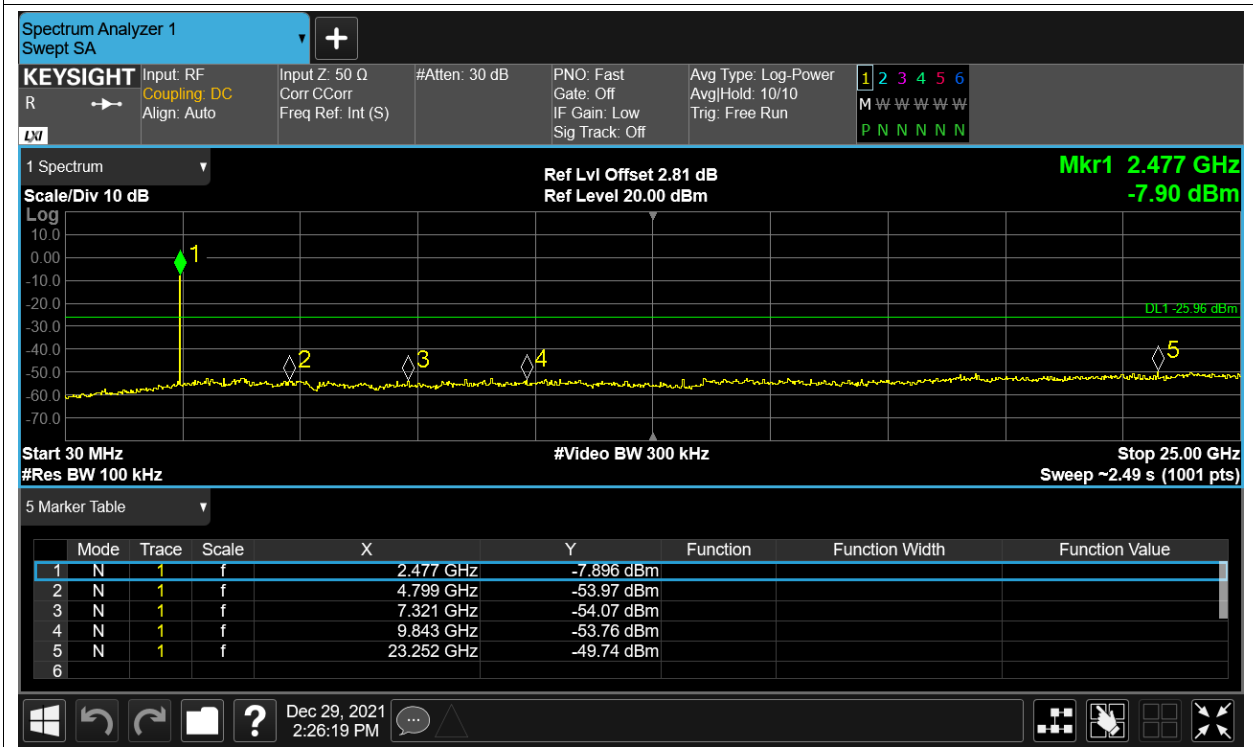 Spectrum Analyzer 1
Swept SA
KEYSIGHT
R
LXI
Input: RF
Coupling: DC
Align: Auto
Input Z: 50 Ω
Corr CCorr
Freq Ref: Int (S)
#Atten: 30 dB
PNO: Fast
Gate: Off
IF Gain: Low
Sig Track: Off
Avg Type: Log-Power
Avg|Hold: 10/10
Trig: Free Run
1 2 3 4 5 6
M W W W W W
P N N N N N
1 Spectrum
Scale/Div 10 dB
Ref Lvl Offset 2.81 dB
Ref Level 20.00 dBm
Mkr1 2.477 GHz
-7.90 dBm
Log
10.0
0.00
-10.0
-20.0
-30.0
-40.0
-50.0
-60.0
-70.0
1
2
3
4
5
DL1 -25.96 dBm
Start 30 MHz
#Res BW 100 kHz
#Video BW 300 kHz
Stop 25.00 GHz
Sweep ~2.49 s (1001 pts)
5 Marker Table
Mode Trace Scale X Y Function Function Width Function Value
1 N 1 f 2.477 GHz -7.896 dBm
2 N 1 f 4.799 GHz -53.97 dBm
3 N 1 f 7.321 GHz -54.07 dBm
4 N 1 f 9.843 GHz -53.76 dBm
5 N 1 f 23.252 GHz -49.74 dBm
6
?
Dec 29, 2021
2:26:19 PM